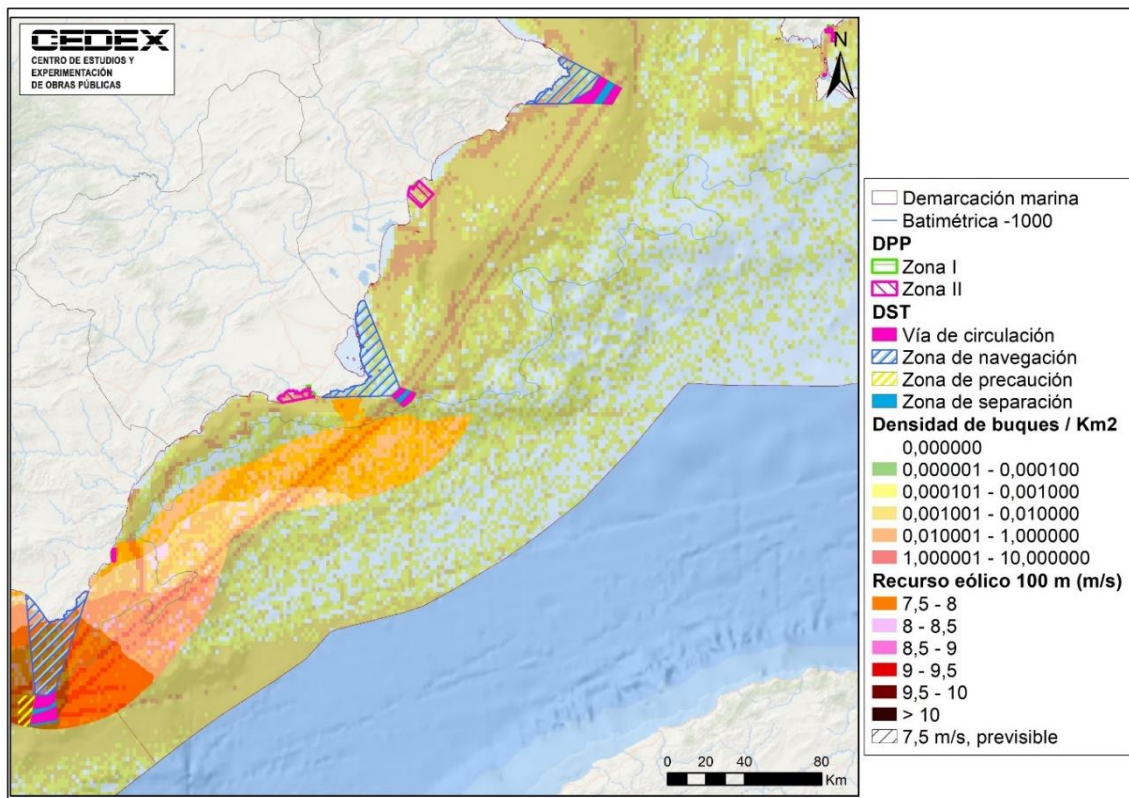 CEDEX
CENTRO DE ESTUDIOS Y
EXPERIMENTACIÓN
DE OBRAS PÚBLICAS
N
0 20 40 80
Km
Demarcación marina
Batimétrica -1000
DPP
Zona I
Zona II
DST
Vía de circulación
Zona de navegación
Zona de precaución
Zona de separación
Densidad de buques / Km2
0,000000
0,000001 - 0,000100
0,000101 - 0,001000
0,001001 - 0,010000
0,010001 - 1,000000
1,000001 - 10,000000
Recurso eólico 100 m (m/s)
7,5 - 8
8 - 8,5
8,5 - 9
9 - 9,5
9,5 - 10
> 10
7,5 m/s, previsible